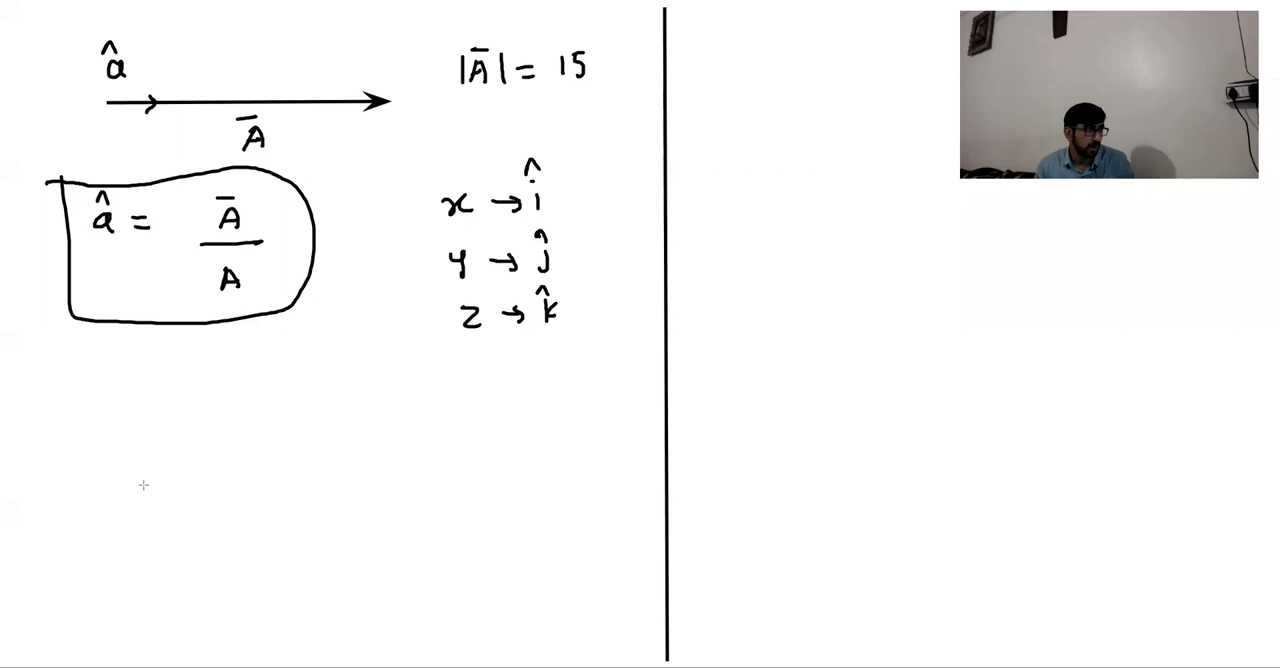 â
Ā
|Ā| = 15
â = Ā / A
x → î
y → ĵ
z → k̂